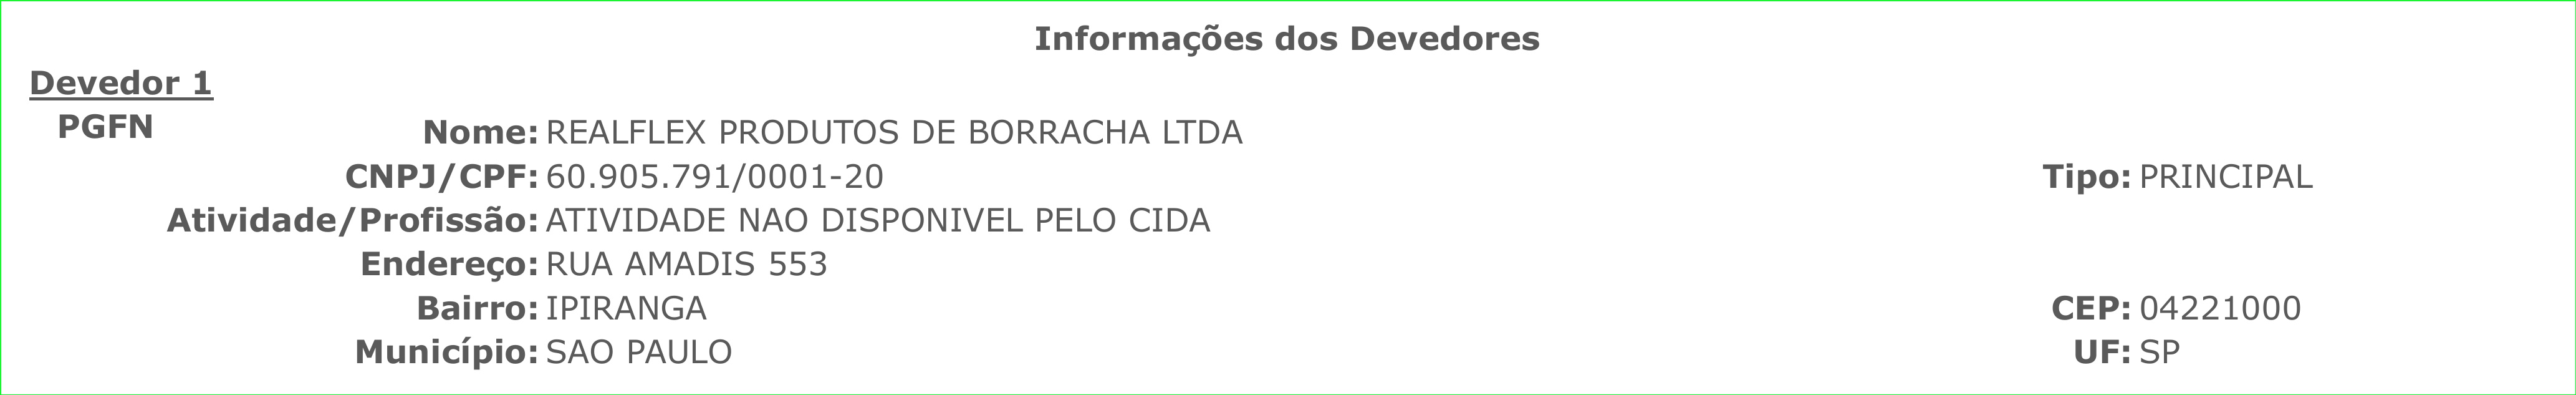 Informações dos Devedores
Devedor 1
PGFN
Nome: REALFLEX PRODUTOS DE BORRACHA LTDA
CNPJ/CPF: 60.905.791/0001-20 Tipo: PRINCIPAL
Atividade/Profissão: ATIVIDADE NAO DISPONIVEL PELO CIDA
Endereço: RUA AMADIS 553
Bairro: IPIRANGA CEP: 04221000
Município: SAO PAULO UF: SP